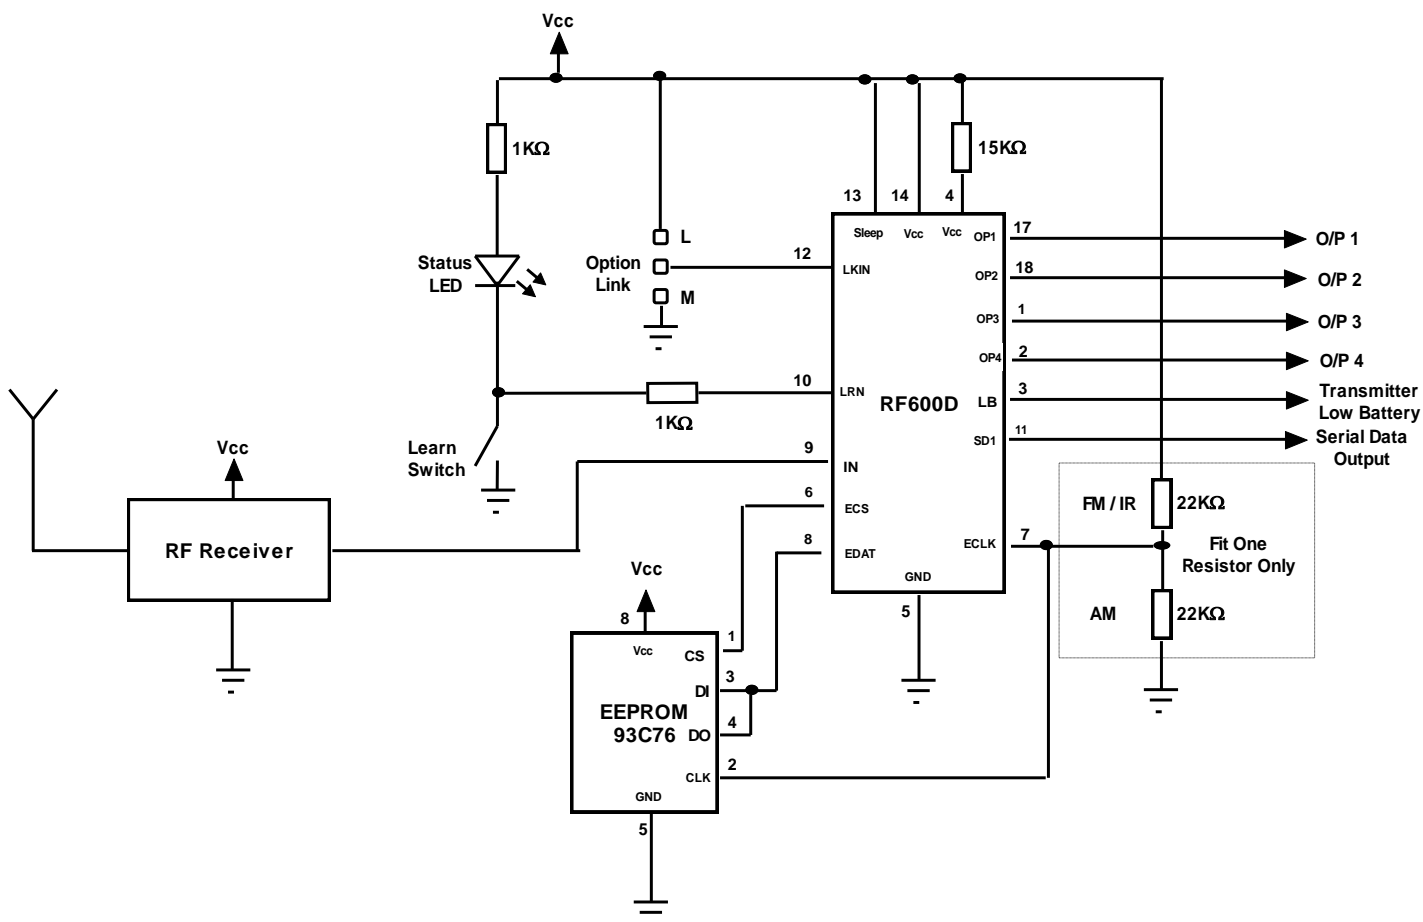 Vcc
1KΩ
15KΩ
13
14
4
Sleep
Vcc
Vcc
OP1
17
O/P 1
L
Status
LED
Option
Link
12
LKIN
OP2
18
O/P 2
M
OP3
1
O/P 3
OP4
2
O/P 4
10
LRN
RF600D
LB
3
Transmitter
Low Battery
1KΩ
SD1
11
Serial Data
Output
Learn
Switch
Vcc
9
IN
6
ECS
FM / IR
22KΩ
RF Receiver
8
EDAT
ECLK
7
Fit One
Resistor Only
GND
5
AM
22KΩ
Vcc
8
Vcc
1
CS
3
DI
EEPROM
93C76
4
DO
2
CLK
GND
5